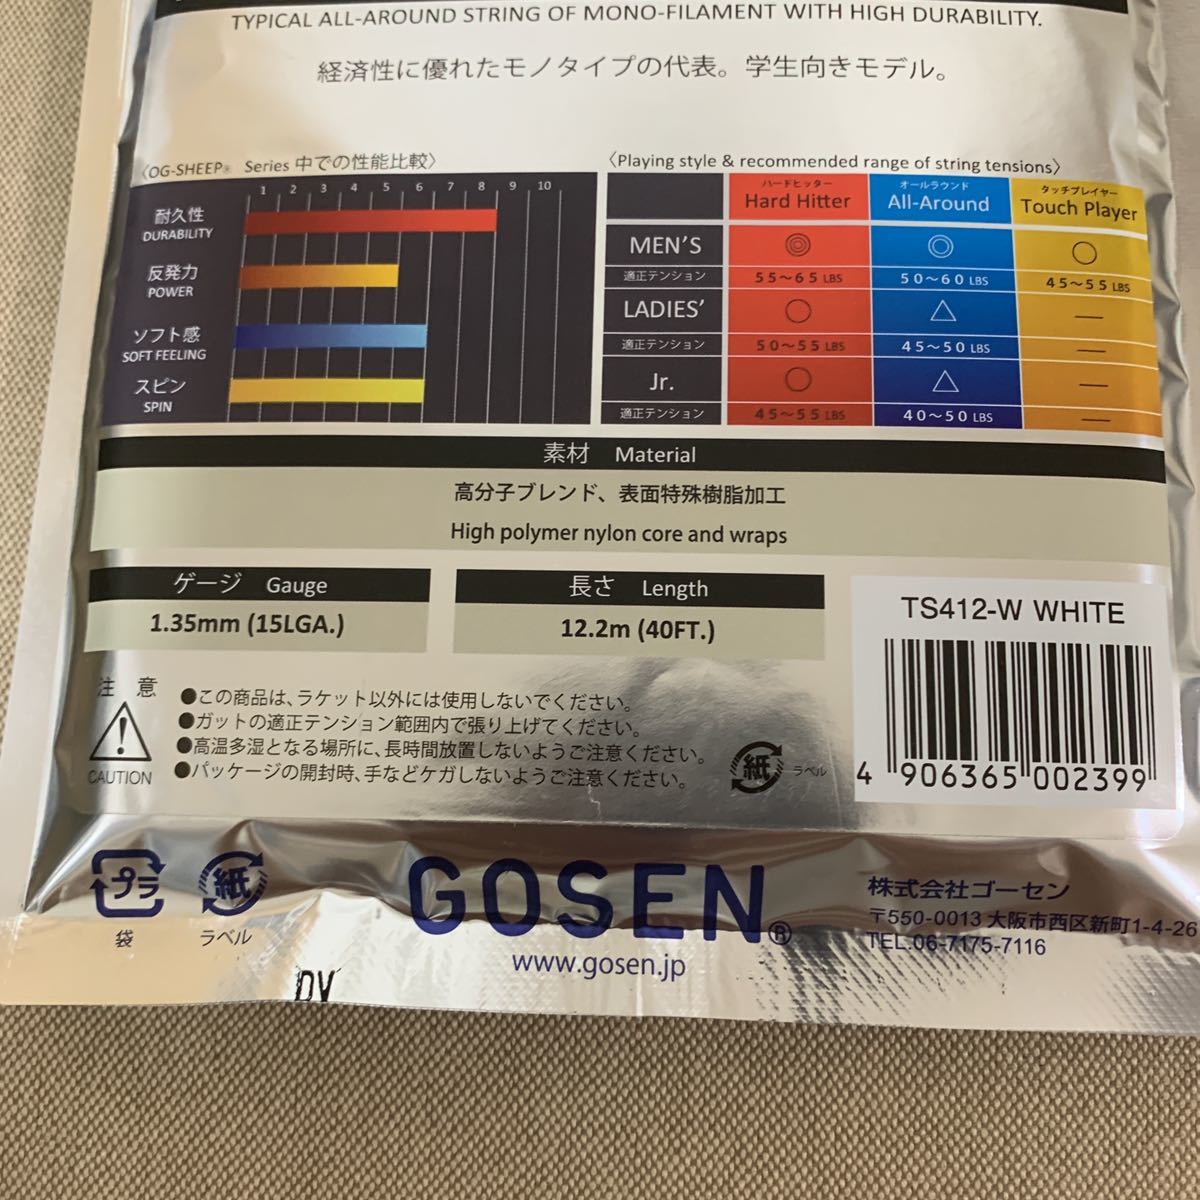 TYPICAL ALL-AROUND STRING OF MONO-FILAMENT WITH HIGH DURABILITY.
経済性に優れたモノタイプの代表。学生向きモデル。
〈OG-SHEEP® Series 中での性能比較〉
1 2 3 4 5 6 7 8 9 10
耐久性
DURABILITY
反発力
POWER
ソフト感
SOFT FEELING
スピン
SPIN
〈Playing style & recommended range of string tensions〉
ハードヒッター オールラウンド タッチプレイヤー
Hard Hitter All-Around Touch Player
MEN'S ◎ ◎ ○
適正テンション 55～65 LBS 50～60 LBS 45～55 LBS
LADIES' ○ △ —
適正テンション 50～55 LBS 45～50 LBS —
Jr. ○ △ —
適正テンション 45～55 LBS 40～50 LBS —
素材 Material
高分子ブレンド、表面特殊樹脂加工
High polymer nylon core and wraps
ゲージ Gauge
1.35mm (15LGA.)
長さ Length
12.2m (40FT.)
TS412-W WHITE
4 906365 002399
注 意
CAUTION
●この商品は、ラケット以外には使用しないでください。
●ガットの適正テンション範囲内で張り上げてください。
●高温多湿となる場所に、長時間放置しないようご注意ください。
●パッケージの開封時、手などケガしないようご注意ください。
紙 ラベル
プラ
袋
紙
ラベル
GOSEN®
www.gosen.jp
株式会社ゴーセン
〒550-0013 大阪市西区新町1-4-26
TEL.06-7175-7116
DV